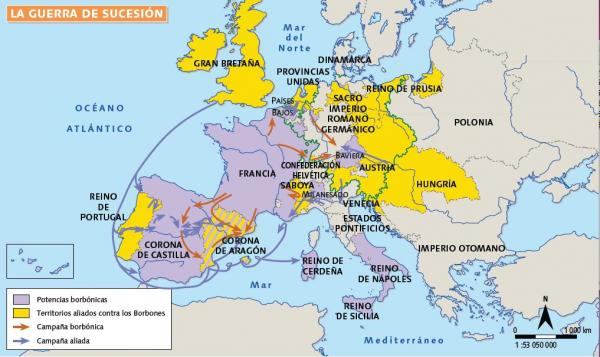 LA GUERRA DE SUCESIÓN
Mar
del
Norte
GRAN BRETAÑA
DINAMARCA
PROVINCIAS
UNIDAS
REINO DE PRUSIA
PAÍSES
BAJOS
SACRO
IMPERIO
ROMANO
GERMÁNICO
OCÉANO
ATLÁNTICO
POLONIA
BAVIERA
CONFEDERACIÓN
HELVÉTICA
FRANCIA
AUSTRIA
SABOYA
HUNGRÍA
MILANESADO
REINO
DE
PORTUGAL
VENECIA
ESTADOS
PONTIFICIOS
CORONA
DE CASTILLA
CORONA
DE ARAGÓN
IMPERIO OTOMANO
REINO DE
CERDEÑA
REINO
DE NÁPOLES
Mar
REINO
DE SICILIA
Mediterráneo
Potencias borbónicas
Territorios aliados contra los Borbones
Campaña borbónica
Campaña aliada
N
0 1 000 km
1 :53 050 000